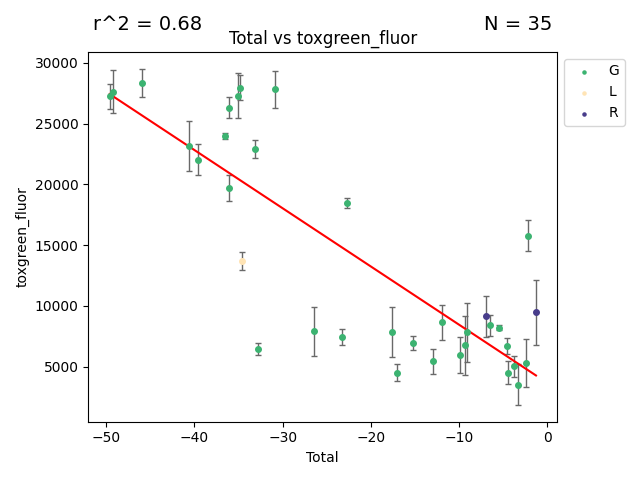 r^2 = 0.68
N = 35
Total vs toxgreen_fluor
30000
25000
20000
15000
10000
5000
toxgreen_fluor
−50
−40
−30
−20
−10
0
Total
G
L
R